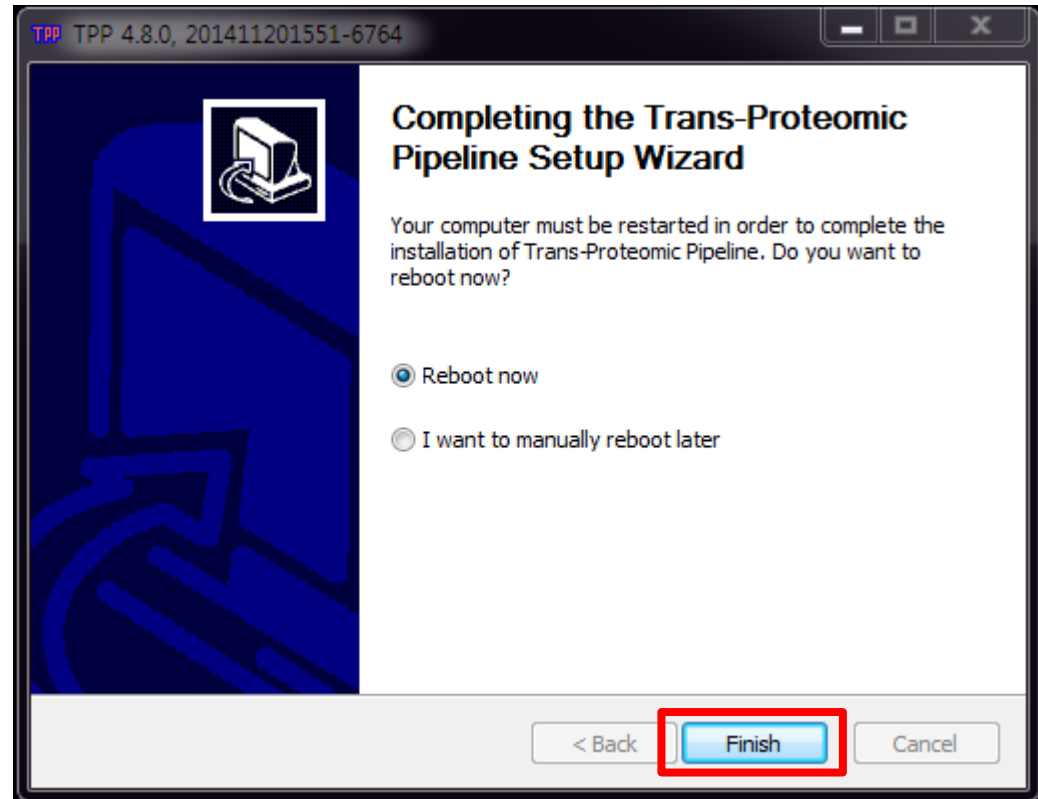 TPP TPP 4.8.0, 201411201551-6764
Completing the Trans-Proteomic
Pipeline Setup Wizard
Your computer must be restarted in order to complete the
installation of Trans-Proteomic Pipeline. Do you want to
reboot now?
Reboot now
I want to manually reboot later
< Back Finish Cancel